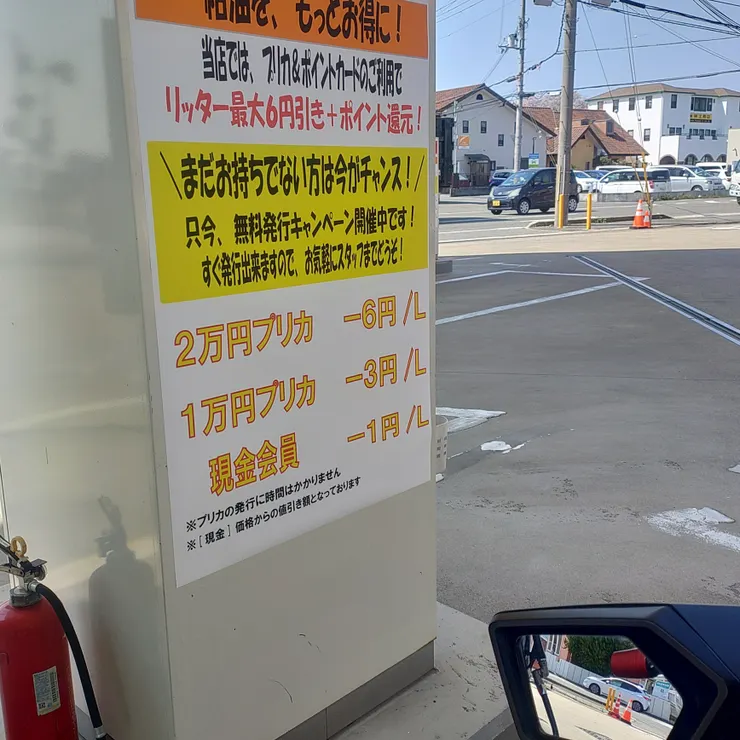 給油を、もっとお得に！
当店では、プリカ&ポイントカードのご利用で
リッター最大6円引き+ポイント還元！
\まだお持ちでない方は今がチャンス！/
只今、無料発行キャンペーン開催中です！
すぐ発行出来ますので、お気軽にスタッフまでどうぞ！
2万円プリカ −6円/L
1万円プリカ −3円/L
現金会員 −1円/L
※プリカの発行に時間はかかりません
※[現金]価格からの値引き額となっております